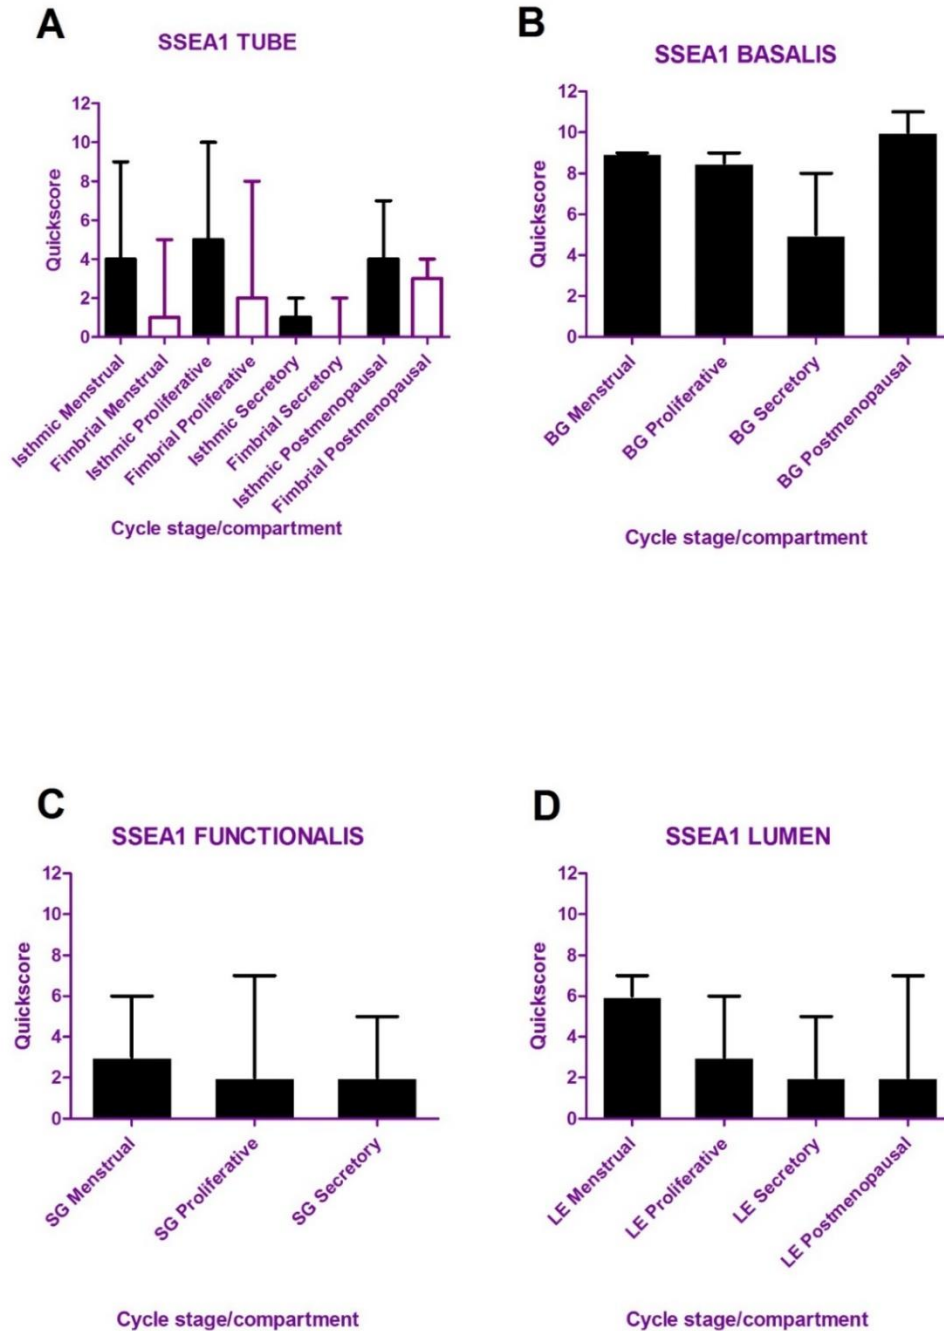 A
SSEA1 TUBE
Quickscore
12
10
8
6
4
2
0
Isthmic Menstrual
Fimbrial Menstrual
Isthmic Proliferative
Fimbrial Proliferative
Isthmic Secretory
Fimbrial Secretory
Isthmic Postmenopausal
Fimbrial Postmenopausal
Cycle stage/compartment
B
SSEA1 BASALIS
Quickscore
12
10
8
6
4
2
0
BG Menstrual
BG Proliferative
BG Secretory
BG Postmenopausal
Cycle stage/compartment
C
SSEA1 FUNCTIONALIS
Quickscore
12
10
8
6
4
2
0
SG Menstrual
SG Proliferative
SG Secretory
Cycle stage/compartment
D
SSEA1 LUMEN
Quickscore
12
10
8
6
4
2
0
LE Menstrual
LE Proliferative
LE Secretory
LE Postmenopausal
Cycle stage/compartment